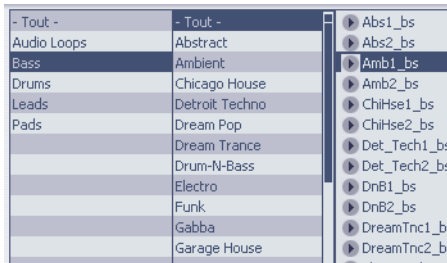 - Tout -
Audio Loops
Bass
Drums
Leads
Pads
- Tout -
Abstract
Ambient
Chicago House
Detroit Techno
Dream Pop
Dream Trance
Drum-N-Bass
Electro
Funk
Gabba
Garage House
Abs1_bs
Abs2_bs
Amb1_bs
Amb2_bs
ChiHse1_bs
ChiHse2_bs
Det_Tech1_bs
Det_Tech2_bs
DnB1_bs
DnB2_bs
DreamTnc1_b
DreamTnc2_b